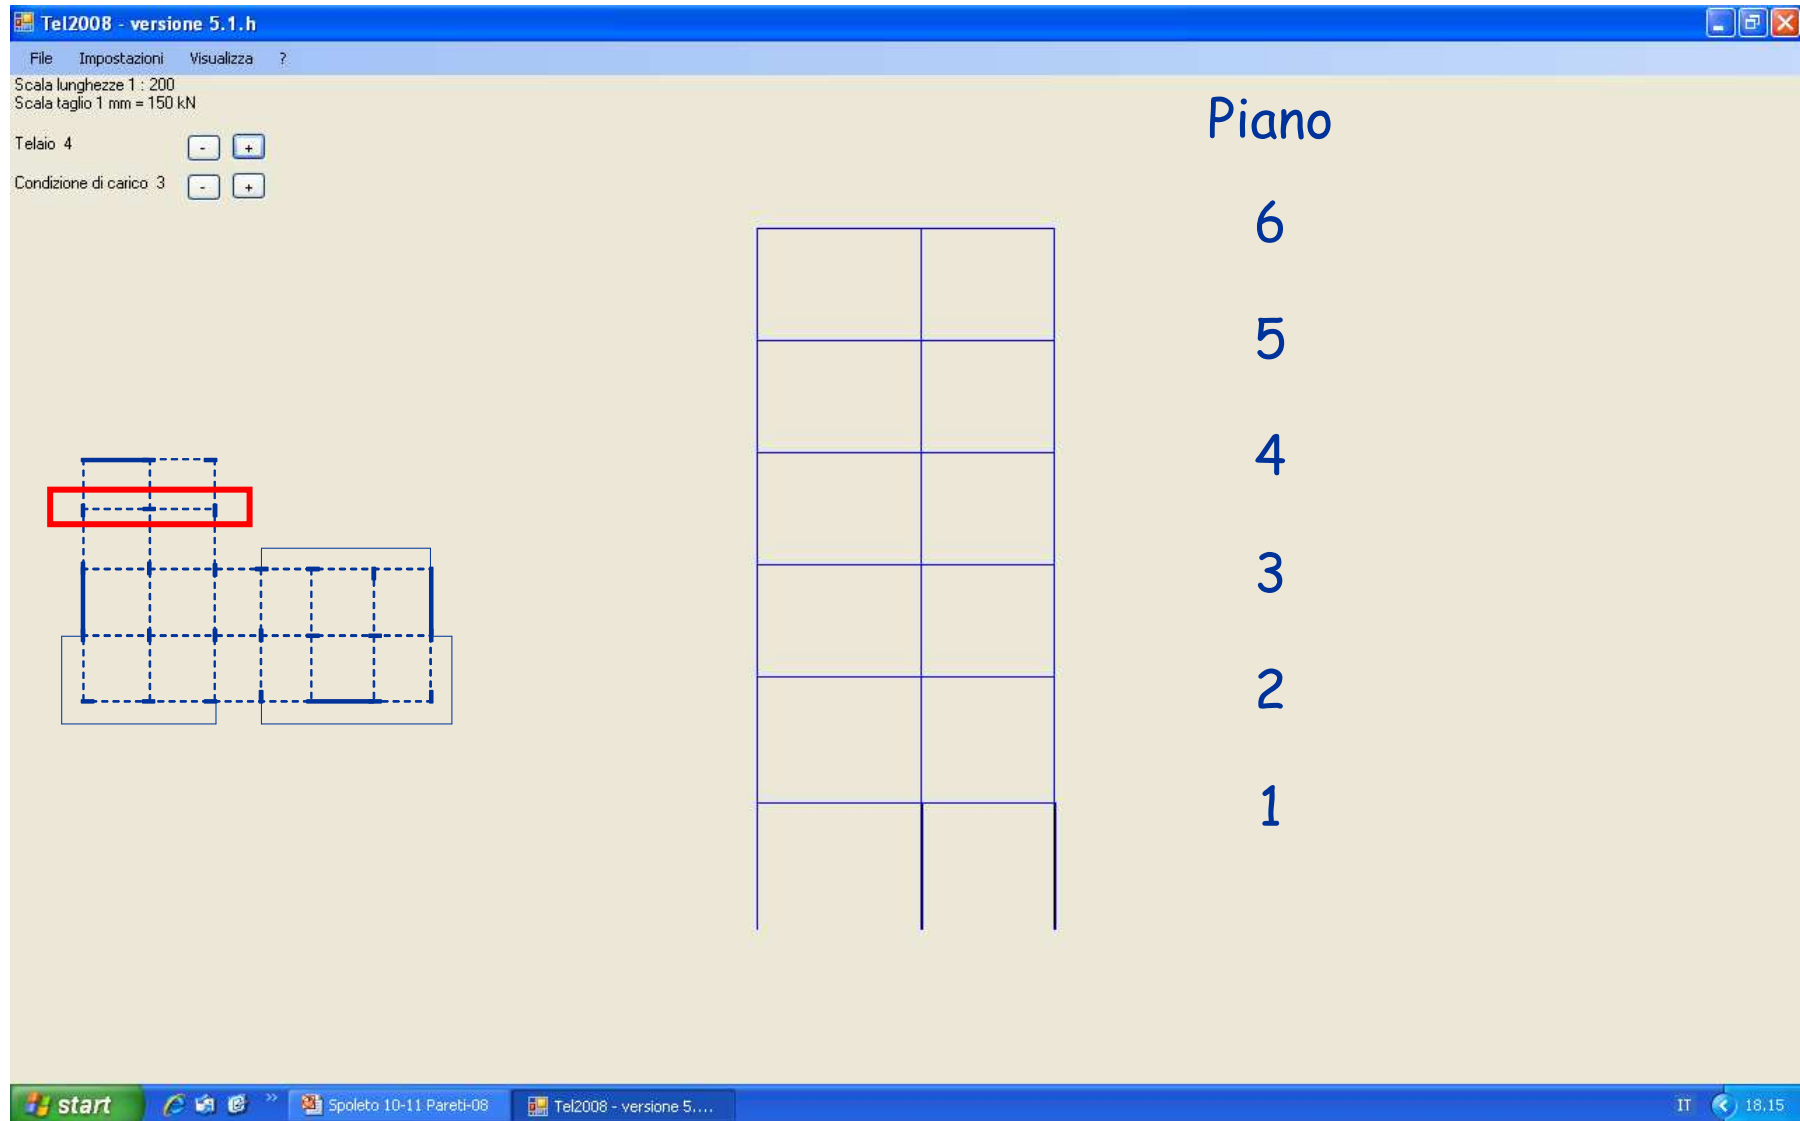 Tel2008 - versione 5.1.h
File Impostazioni Visualizza ?
Scala lunghezze 1 : 200
Scala taglio 1 mm = 150 kN
Telaio 4 - +
Condizione di carico 3 - +
Piano
6
5
4
3
2
1
start » Spoleto 10-11 Pareti-08 Tel2008 - versione 5.... IT 18.15